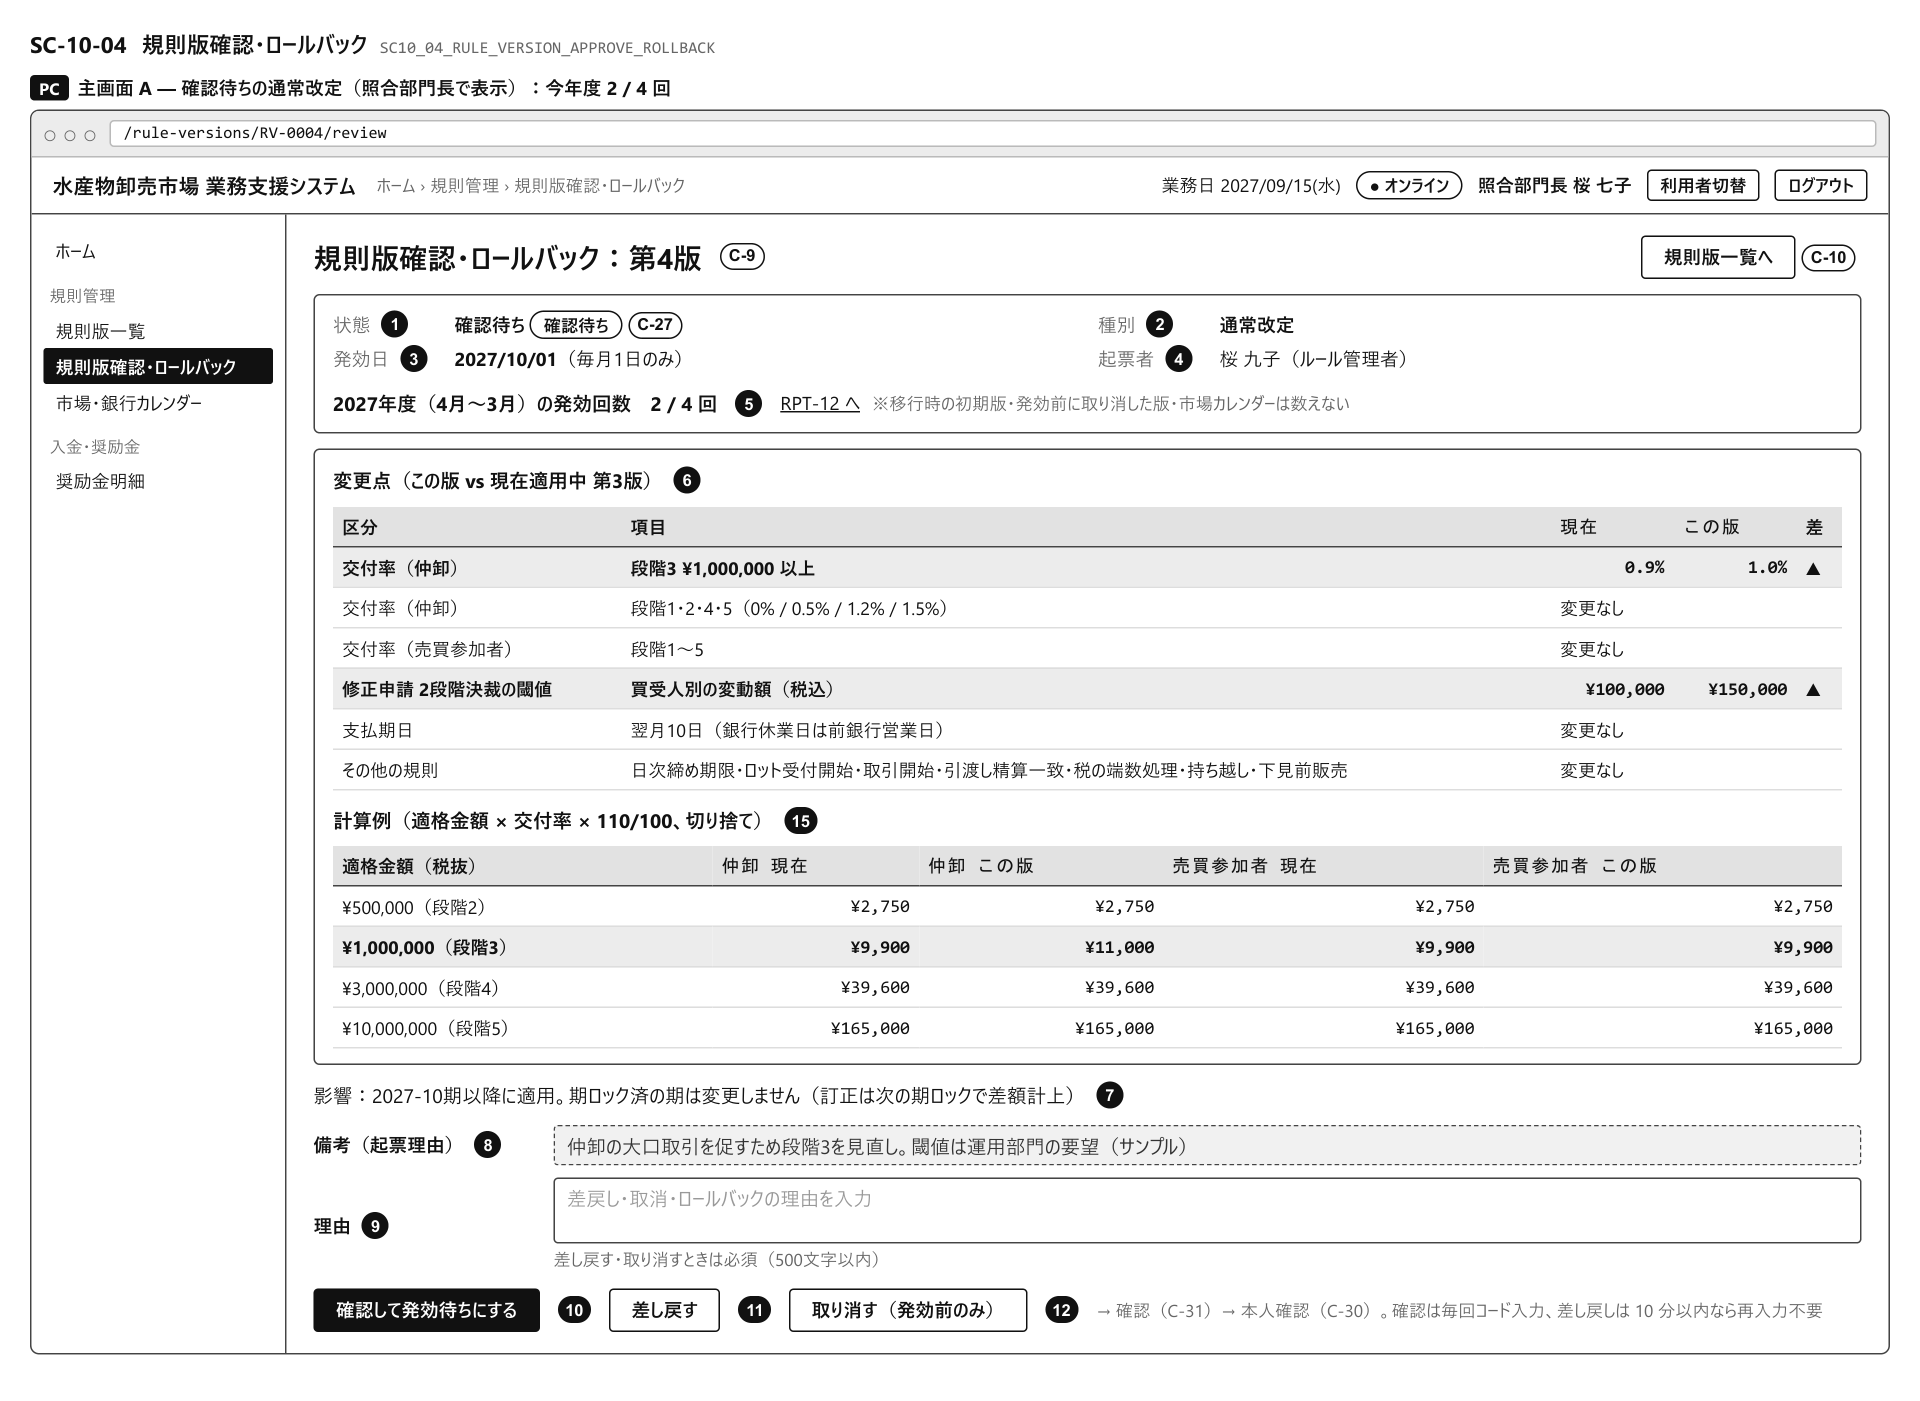 SC-10-04 規則版確認・ロールバック SC10_04_RULE_VERSION_APPROVE_ROLLBACK
PC 主画面 A — 確認待ちの通常改定（照合部門長で表示）：今年度 2 / 4 回
/rule-versions/RV-0004/review
水産物卸売市場 業務支援システム ホーム › 規則管理 › 規則版確認・ロールバック 業務日 2027/09/15(水) ● オンライン 照合部門長 桜 七子 利用者切替 ログアウト
ホーム
規則管理
規則版一覧
規則版確認・ロールバック
市場・銀行カレンダー
入金・奨励金
奨励金明細
規則版確認・ロールバック：第4版 C-9 規則版一覧へ C-10
状態 1 確認待ち 確認待ち C-27 種別 2 通常改定
発効日 3 2027/10/01（毎月1日のみ） 起票者 4 桜 九子（ルール管理者）
2027年度（4月～3月）の発効回数 2 / 4 回 5 RPT-12 へ ※移行時の初期版・発効前に取り消した版・市場カレンダーは数えない
変更点（この版 vs 現在適用中 第3版） 6
区分 項目 現在 この版 差
交付率（仲卸） 段階3 ¥1,000,000 以上 0.9% 1.0% ▲
交付率（仲卸） 段階1・2・4・5（0% / 0.5% / 1.2% / 1.5%） 変更なし
交付率（売買参加者） 段階1～5 変更なし
修正申請 2段階決裁の閾値 買受人別の変動額（税込） ¥100,000 ¥150,000 ▲
支払期日 翌月10日（銀行休業日は前銀行営業日） 変更なし
その他の規則 日次締め期限・ロット受付開始・取引開始・引渡し精算一致・税の端数処理・持ち越し・下見前販売 変更なし
計算例（適格金額 × 交付率 × 110/100、切り捨て） 15
適格金額（税抜） 仲卸 現在 仲卸 この版 売買参加者 現在 売買参加者 この版
¥500,000（段階2） ¥2,750 ¥2,750 ¥2,750 ¥2,750
¥1,000,000（段階3） ¥9,900 ¥11,000 ¥9,900 ¥9,900
¥3,000,000（段階4） ¥39,600 ¥39,600 ¥39,600 ¥39,600
¥10,000,000（段階5） ¥165,000 ¥165,000 ¥165,000 ¥165,000
影響：2027-10期以降に適用。期ロック済の期は変更しません（訂正は次の期ロックで差額計上） 7
備考（起票理由） 8 仲卸の大口取引を促すため段階3を見直し。閾値は運用部門の要望（サンプル）
理由 9 差戻し・取消・ロールバックの理由を入力
差し戻す・取り消すときは必須（500文字以内）
確認して発効待ちにする 10 差し戻す 11 取り消す（発効前のみ） 12 → 確認（C-31）→ 本人確認（C-30）。確認は毎回コード入力、差し戻しは 10 分以内なら再入力不要